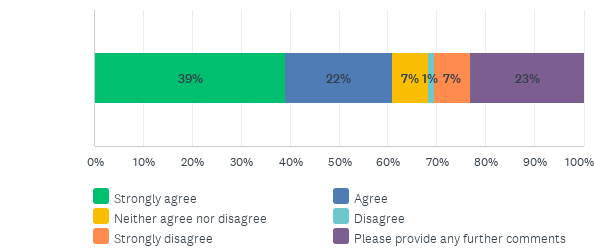 39% 22% 7% 1% 7% 23%
0% 10% 20% 30% 40% 50% 60% 70% 80% 90% 100%
Strongly agree Agree
Neither agree nor disagree Disagree
Strongly disagree Please provide any further comments